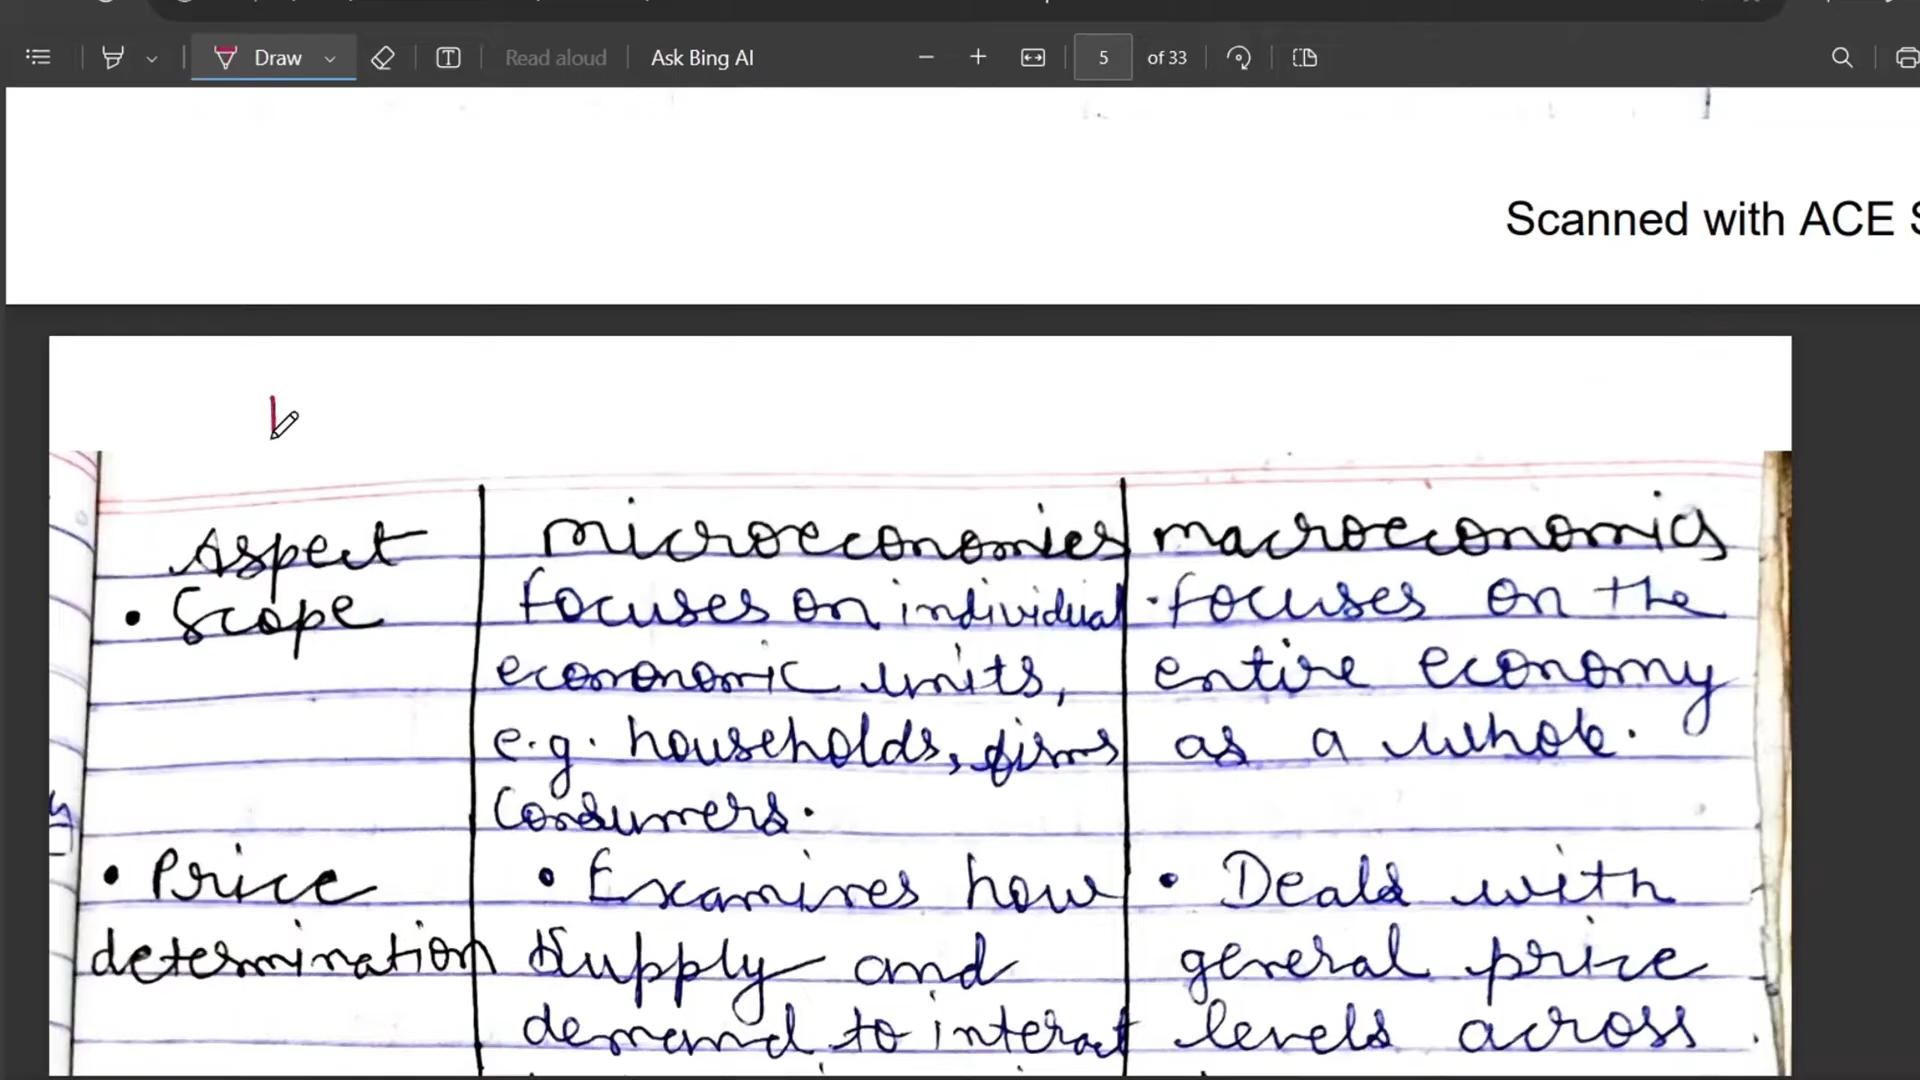 Draw
Read aloud
Ask Bing AI
5 of 33
Scanned with ACE S
Aspect microeconomics macroeconomics
• Scope focuses on individual • focuses on the
economic units, entire economy
e.g. households, firms as a whole.
Consumers.
• Price • Examines how • Deals with
determination supply and general price
demand to interact levels across